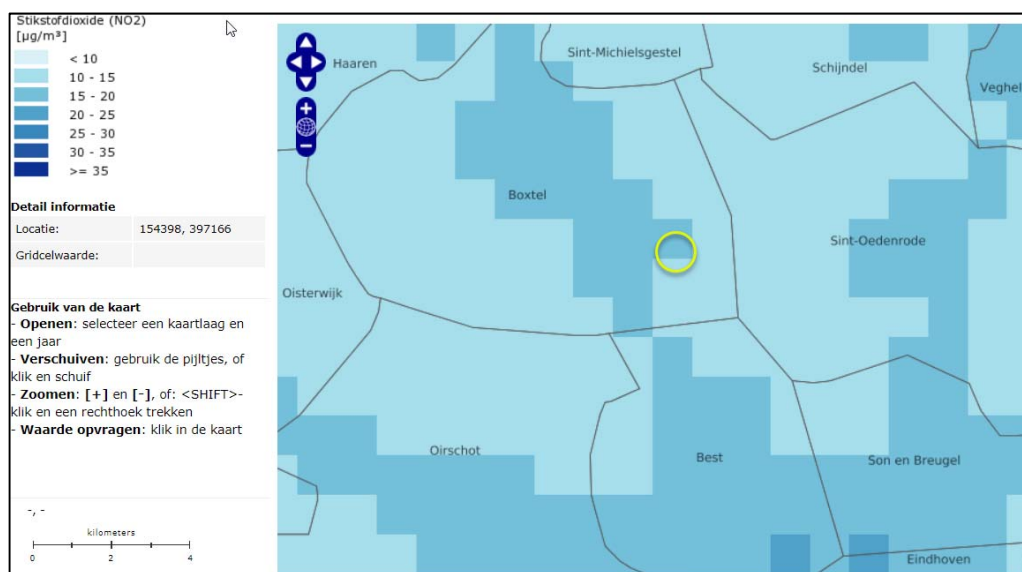 Stikstofdioxide (NO2)
[µg/m³]
< 10
10 - 15
15 - 20
20 - 25
25 - 30
30 - 35
>= 35
Detail informatie
Locatie: 154398, 397166
Gridcelwaarde:
Gebruik van de kaart
- Openen: selecteer een kaartlaag en
een jaar
- Verschuiven: gebruik de pijltjes, of
klik en schuif
- Zoomen: [+] en [-], of: <SHIFT>-
klik en een rechthoek trekken
- Waarde opvragen: klik in de kaart
-, -
kilometers
0 2 4
Haaren
Sint-Michielsgestel
Schijndel
Veghel
Boxtel
Sint-Oedenrode
Oisterwijk
Oirschot
Best
Son en Breugel
Eindhoven